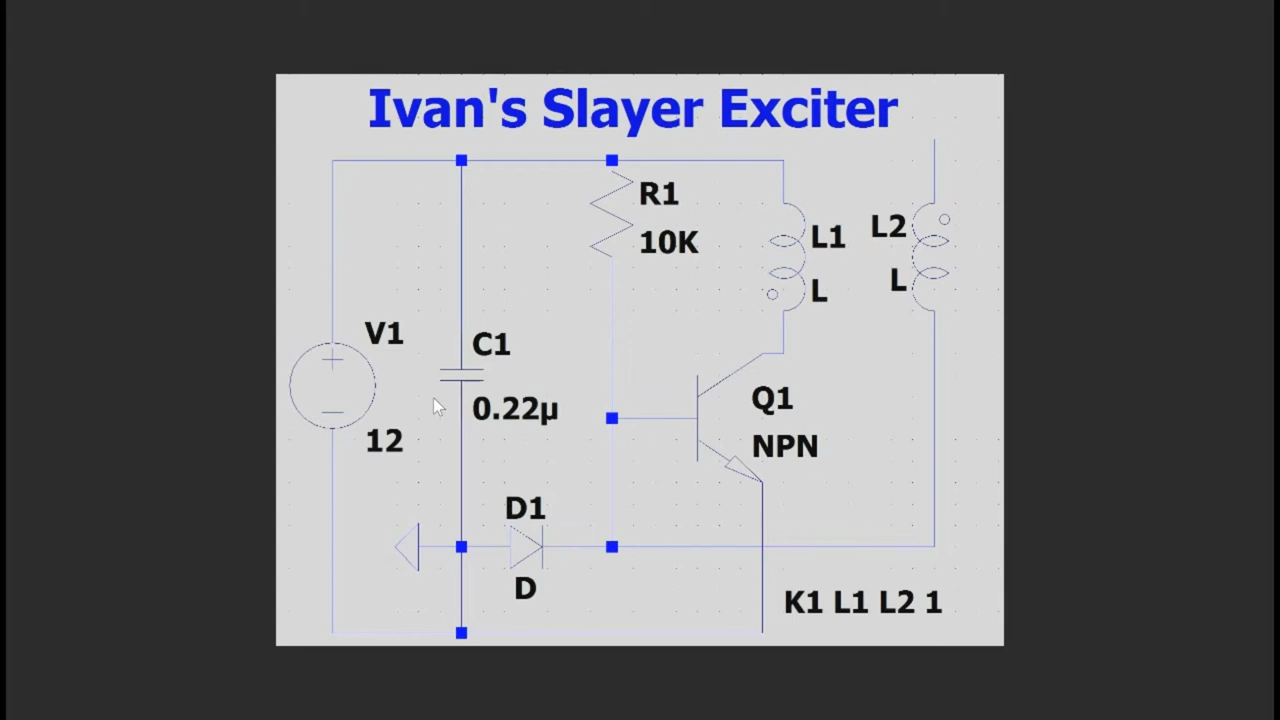 Ivan's Slayer Exciter
R1
10K
L1
L
L2
L
V1
12
C1
0.22µ
Q1
NPN
D1
D
K1 L1 L2 1